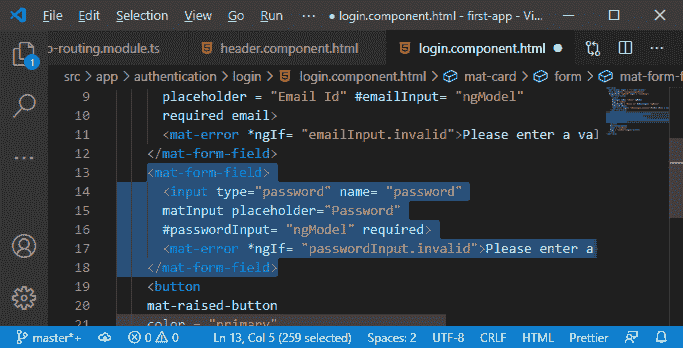 File Edit Selection View ··· login.component.html - first-app - Vi...
o-routing.module.ts header.component.html login.component.html
src > app > authentication > login > login.component.html > mat-card > form > mat-form-f
9 placeholder = "Email Id" #emailInput= "ngModel"
10 required email>
11 <mat-error *ngIf= "emailInput.invalid">Please enter a val
12 </mat-form-field>
13 <mat-form-field>
14 <input type="password" name= "password"
15 matInput placeholder="Password"
16 #passwordInput= "ngModel" required>
17 <mat-error *ngIf= "passwordInput.invalid">Please enter a
18 </mat-form-field>
19 <button
20 mat-raised-button
21 color = "primary"
1
master*+ 0 0 Ln 13, Col 5 (259 selected) Spaces: 2 UTF-8 CRLF HTML Prettier